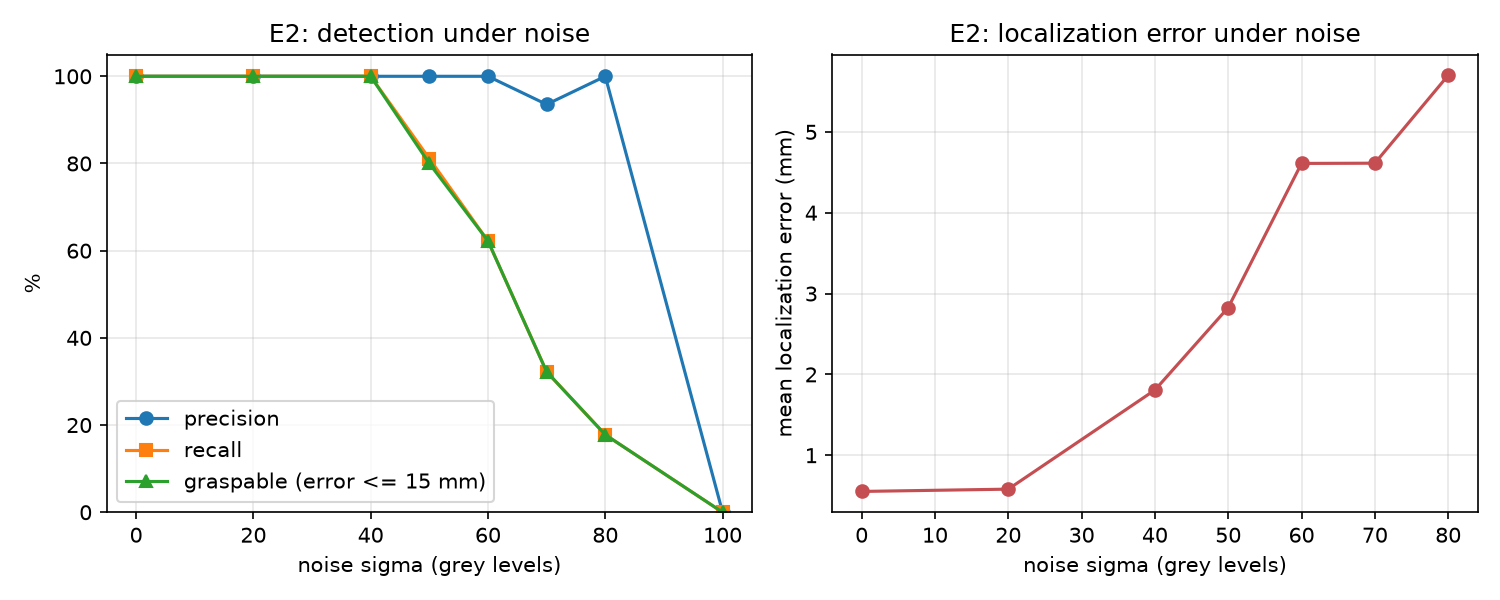 E2: detection under noise
%
100
80
60
40
20
0
precision
recall
graspable (error <= 15 mm)
0 20 40 60 80 100
noise sigma (grey levels)
E2: localization error under noise
mean localization error (mm)
5
4
3
2
1
0 10 20 30 40 50 60 70 80
noise sigma (grey levels)